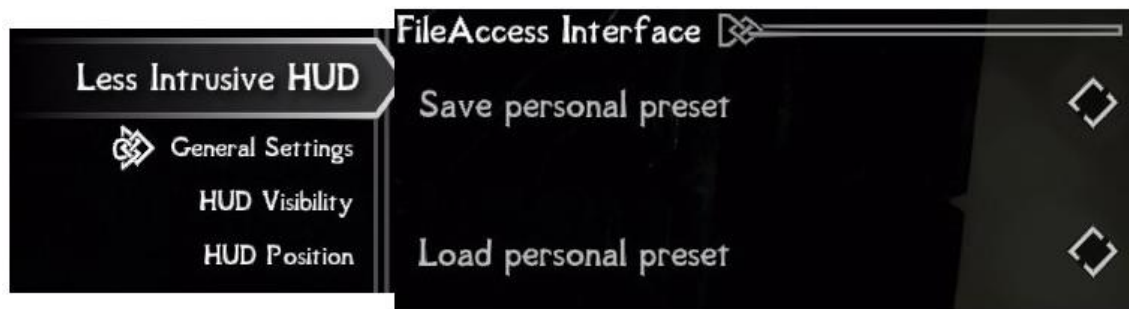 Less Intrusive HUD
General Settings
HUD Visibility
HUD Position
FileAccess Interface
Save personal preset
Load personal preset